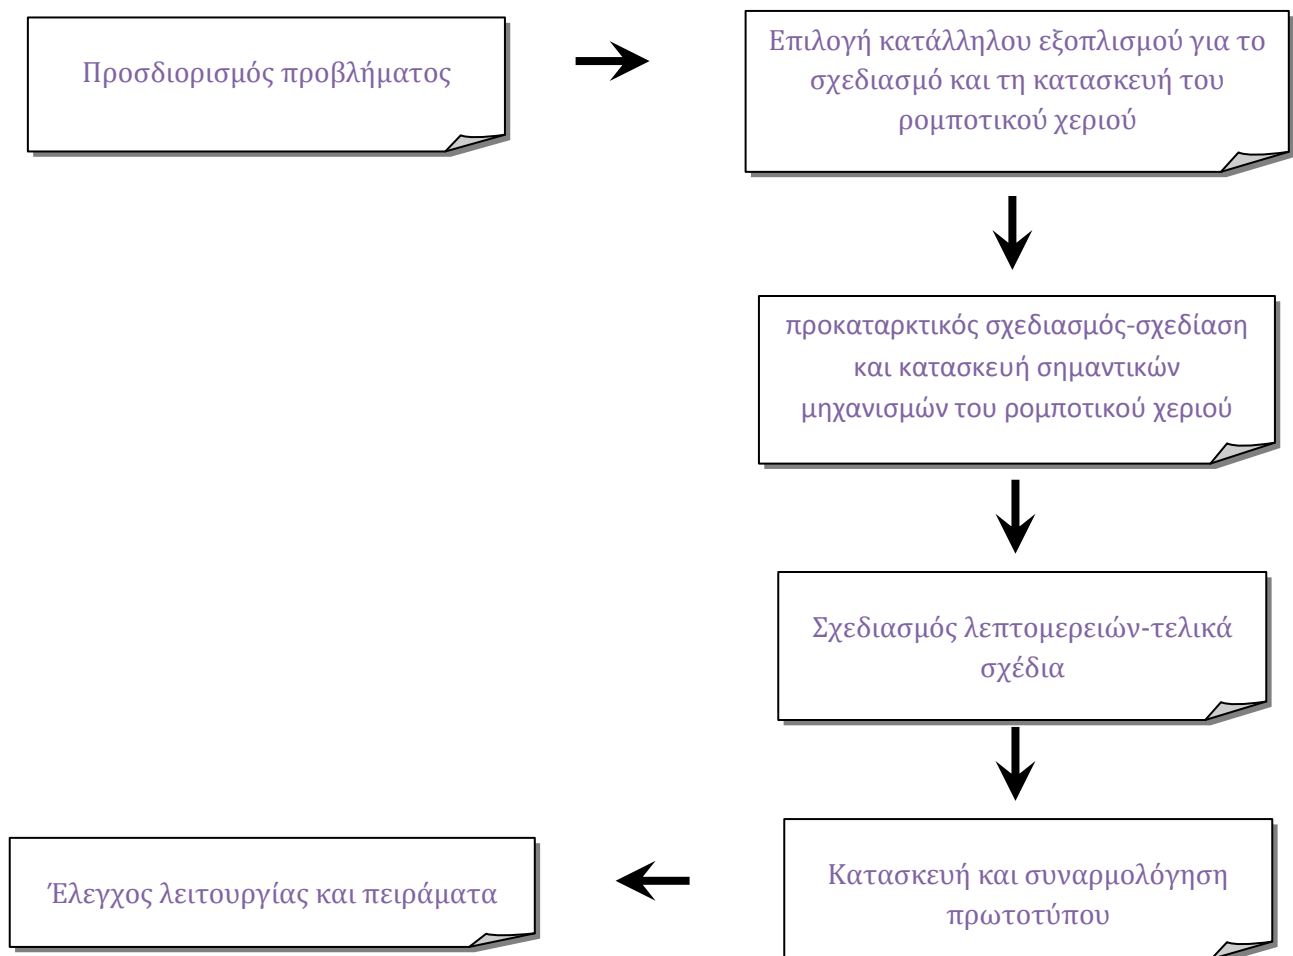 Προσδιορισμός προβλήματος
Επιλογή κατάλληλου εξοπλισμού για το
σχεδιασμό και τη κατασκευή του
ρομποτικού χεριού
προκαταρκτικός σχεδιασμός-σχεδίαση
και κατασκευή σημαντικών
μηχανισμών του ρομποτικού χεριού
Σχεδιασμός λεπτομερειών-τελικά
σχέδια
Κατασκευή και συναρμολόγηση
πρωτοτύπου
Έλεγχος λειτουργίας και πειράματα